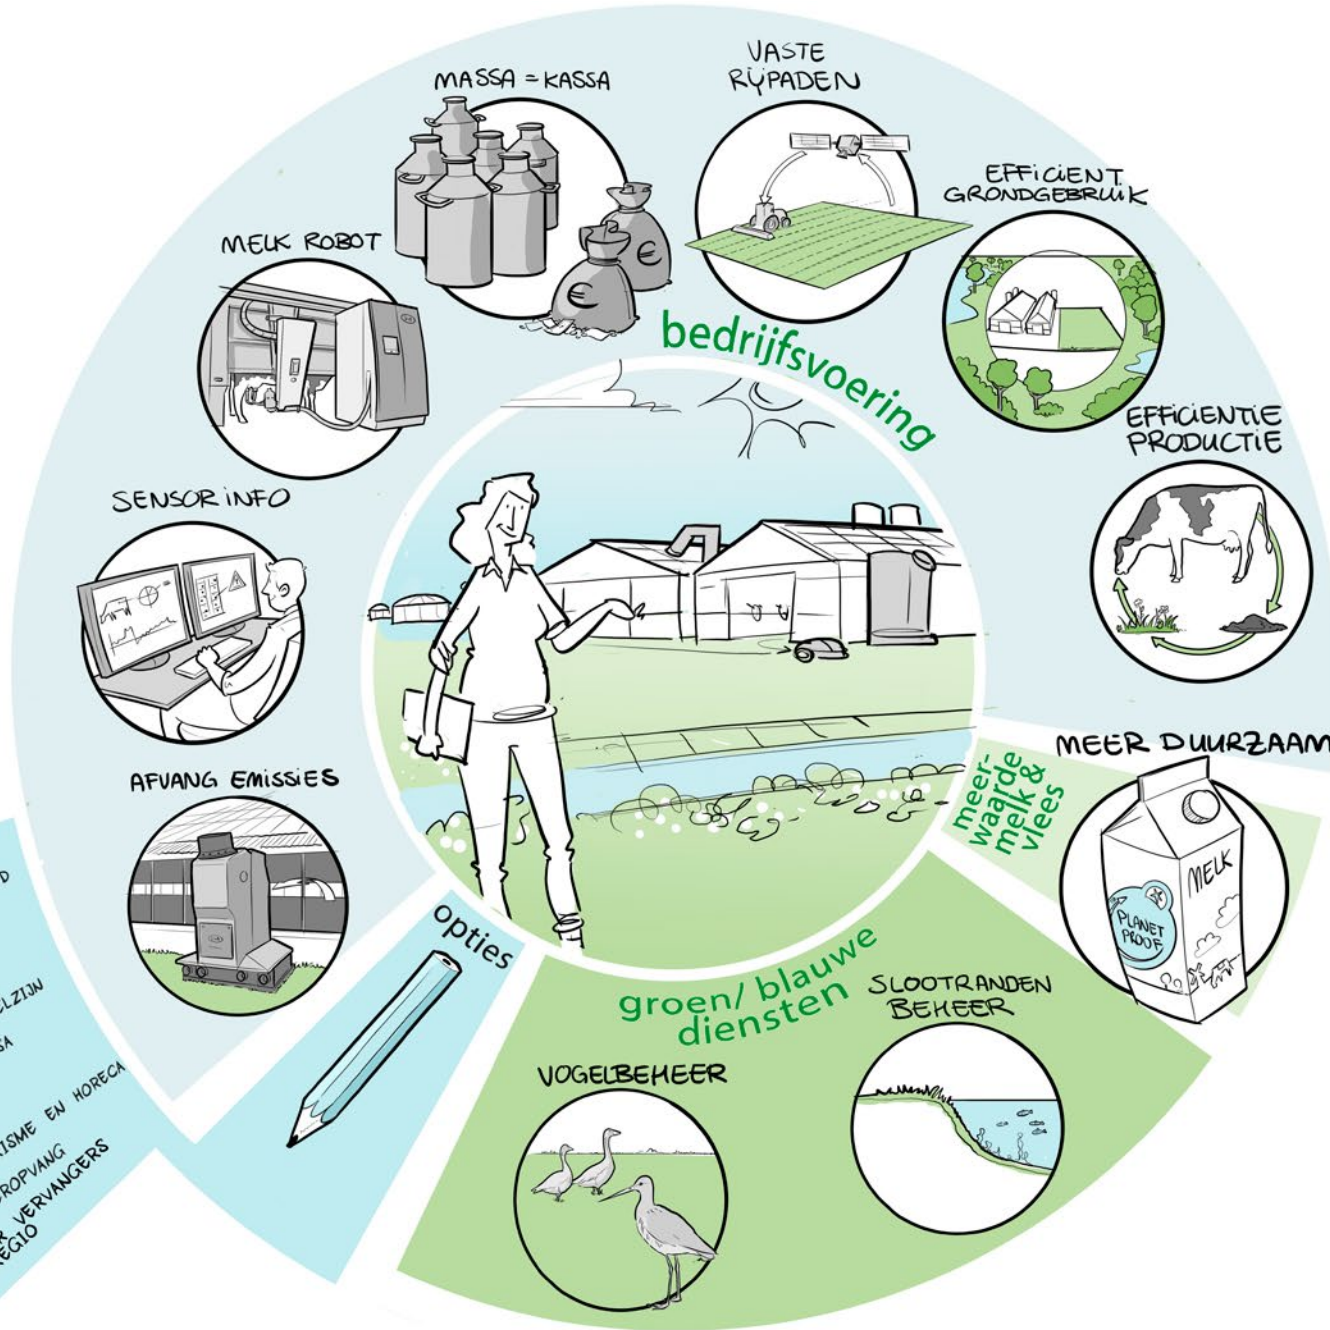 MASSA = KASSA
VASTE
RIJPADEN
EFFICIENT
GRONDGEBRUIK
MELK ROBOT
bedrijfsvoering
EFFICIENTIE
PRODUCTIE
SENSOR INFO
MEER DUURZAAM
meer-
waarde
melk &
vlees
AFVANG EMISSIES
MELK
PLANET
PROOF
opties
groen/ blauwe
diensten
SLOOTRANDEN
BEHEER
VOGELBEHEER
EN HORECA
VERVANGERS